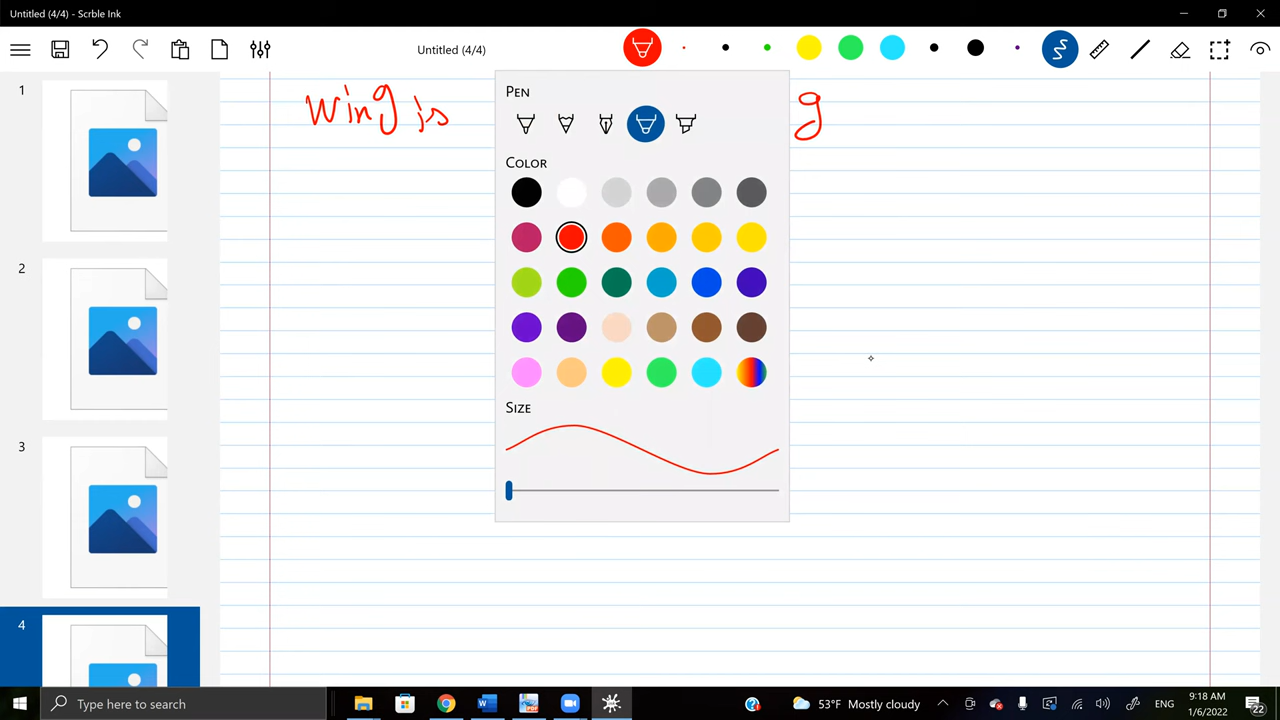 Untitled (4/4) - Scrble Ink
Untitled (4/4)
1
wing is
g
PEN
COLOR
2
SIZE
3
4
Type here to search
53°F Mostly cloudy
ENG
9:18 AM
1/6/2022
22